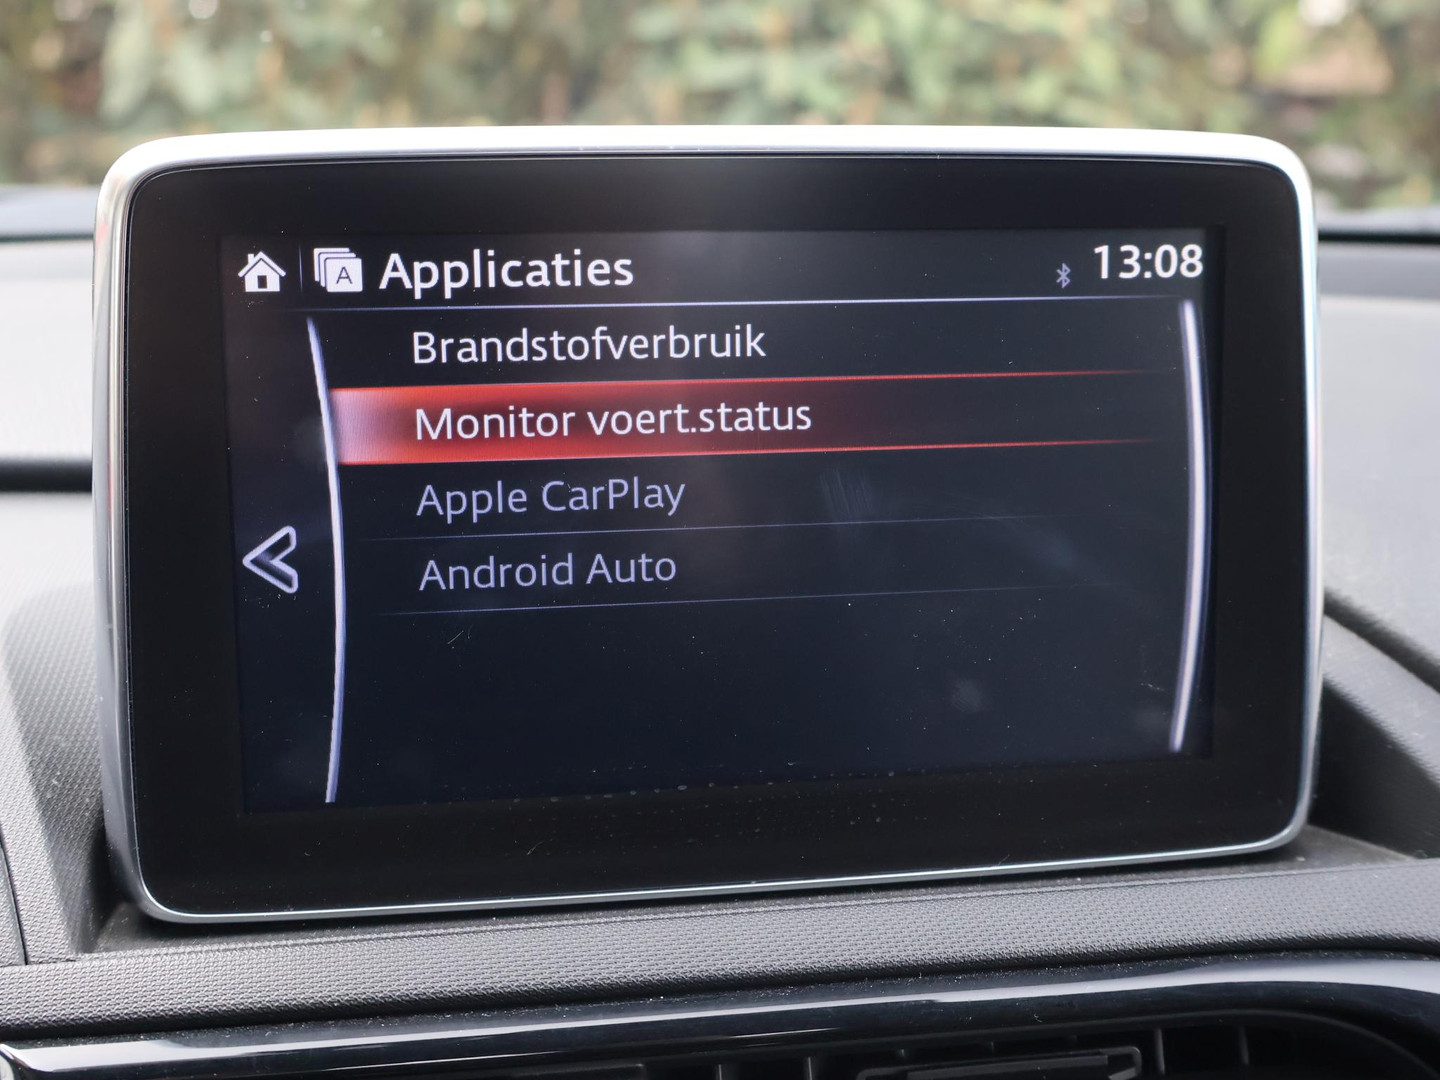 A Applicaties 13:08
Brandstofverbruik
Monitor voert.status
Apple CarPlay
Android Auto